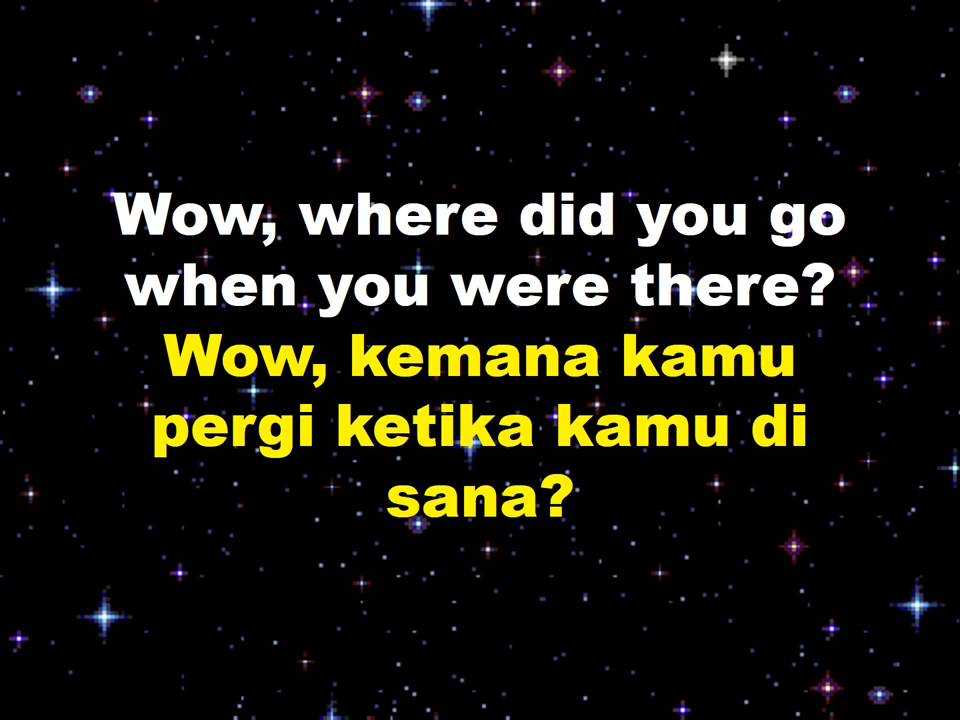 Wow, where did you go
when you were there?
Wow, kemana kamu
pergi ketika kamu di
sana?